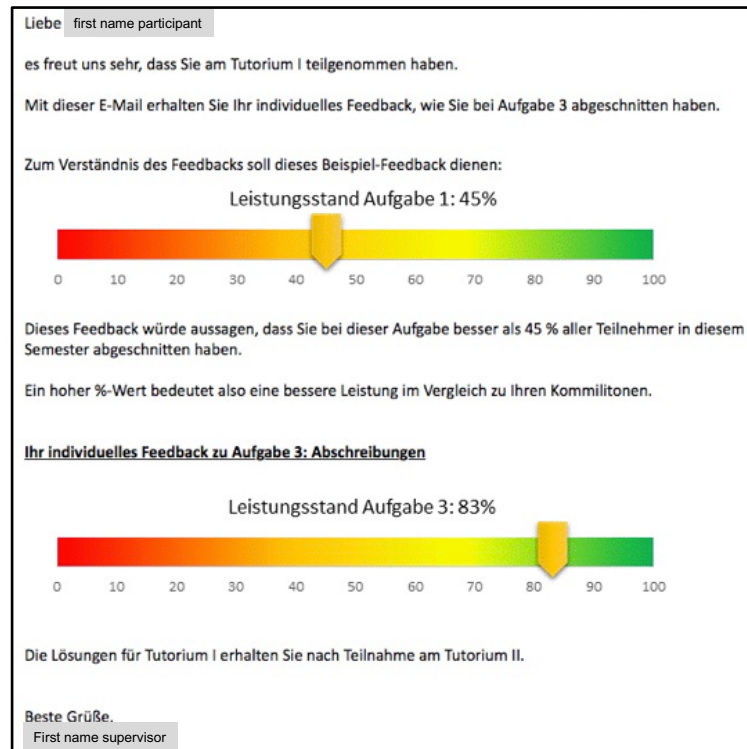 Liebe first name participant
es freut uns sehr, dass Sie am Tutorium I teilgenommen haben.
Mit dieser E-Mail erhalten Sie Ihr individuelles Feedback, wie Sie bei Aufgabe 3 abgeschnitten haben.
Zum Verständnis des Feedbacks soll dieses Beispiel-Feedback dienen:
Leistungsstand Aufgabe 1: 45%
0 10 20 30 40 50 60 70 80 90 100
Dieses Feedback würde aussagen, dass Sie bei dieser Aufgabe besser als 45 % aller Teilnehmer in diesem
Semester abgeschnitten haben.
Ein hoher %-Wert bedeutet also eine bessere Leistung im Vergleich zu Ihren Kommilitonen.
Ihr individuelles Feedback zu Aufgabe 3: Abschreibungen
Leistungsstand Aufgabe 3: 83%
0 10 20 30 40 50 60 70 80 90 100
Die Lösungen für Tutorium I erhalten Sie nach Teilnahme am Tutorium II.
Beste Grüße,
First name supervisor